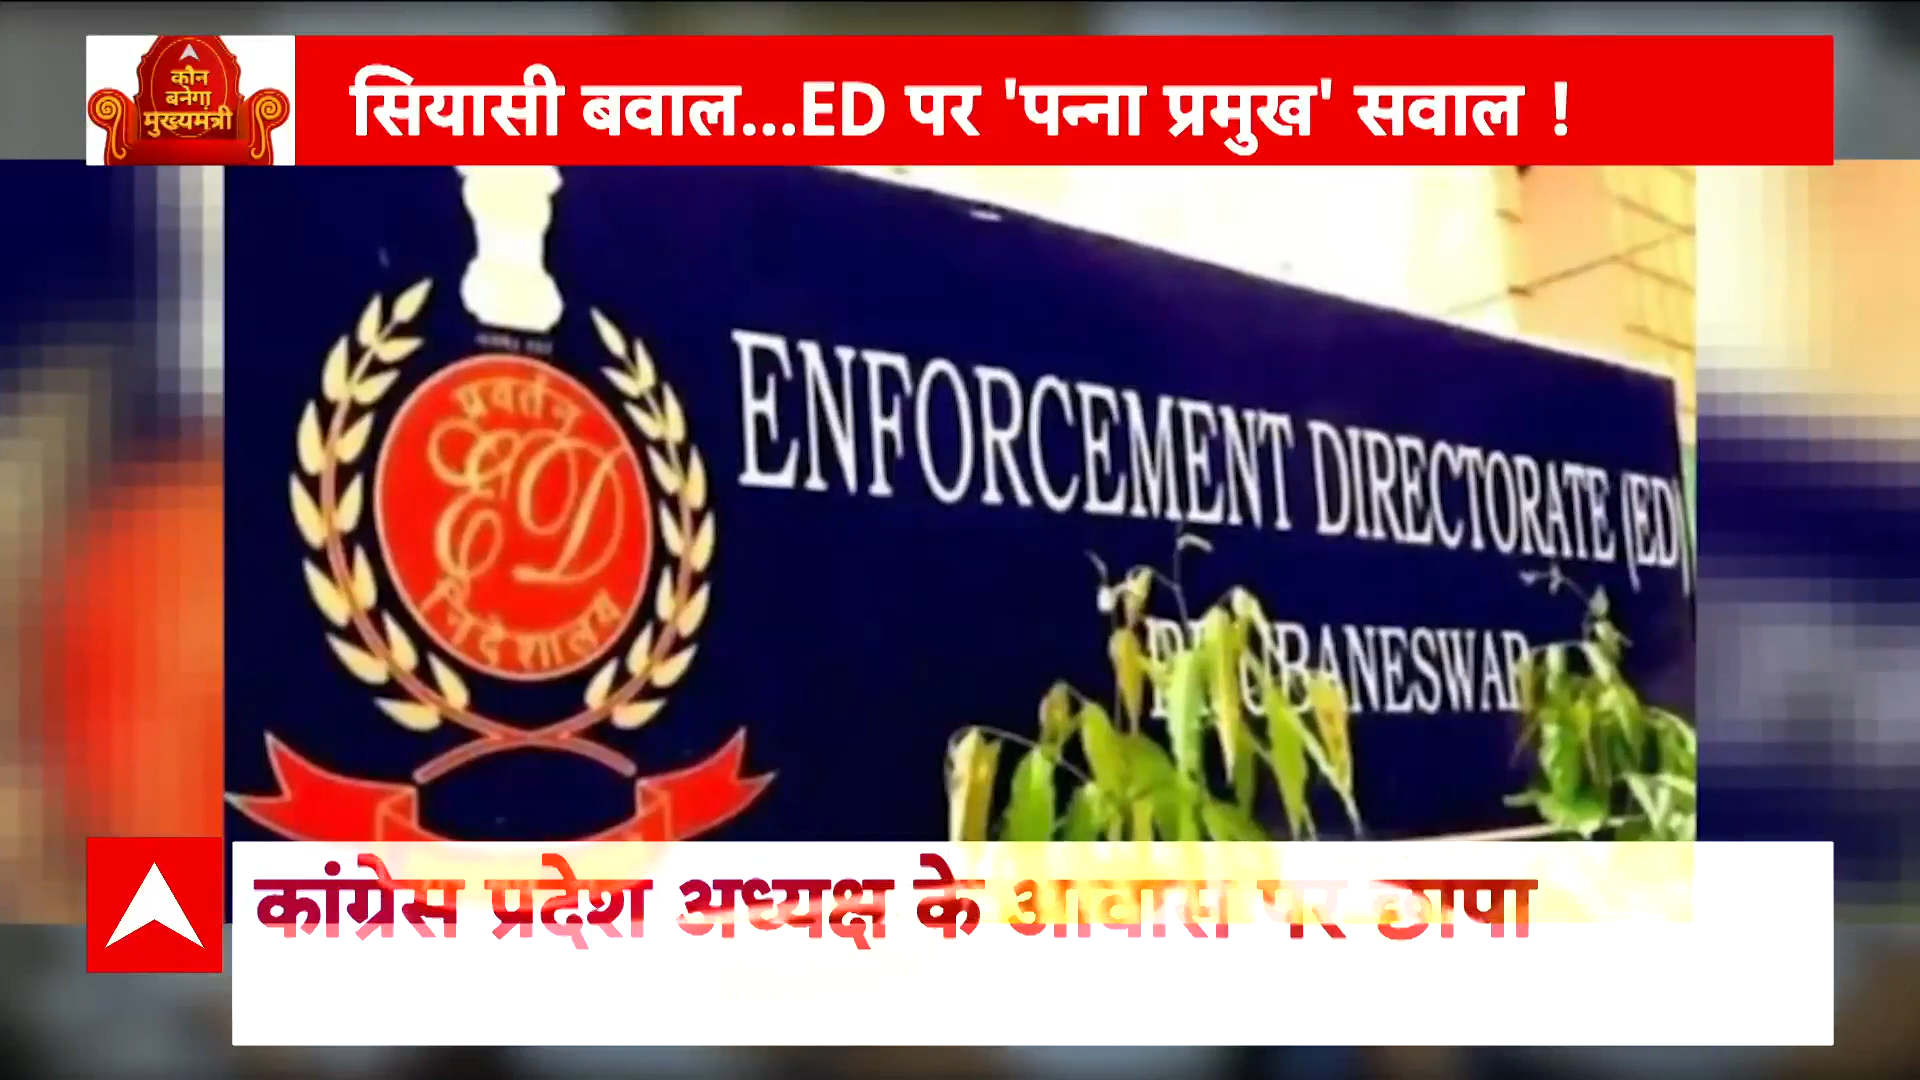 कौन
बनेगा
मुख्यमंत्री
सियासी बवाल...ED पर 'पन्ना प्रमुख' सवाल !
प्रवर्तन
ED
निदेशालय
ENFORCEMENT DIRECTORATE (ED)
कांग्रेस प्रदेश अध्यक्ष के आवास पर छापा